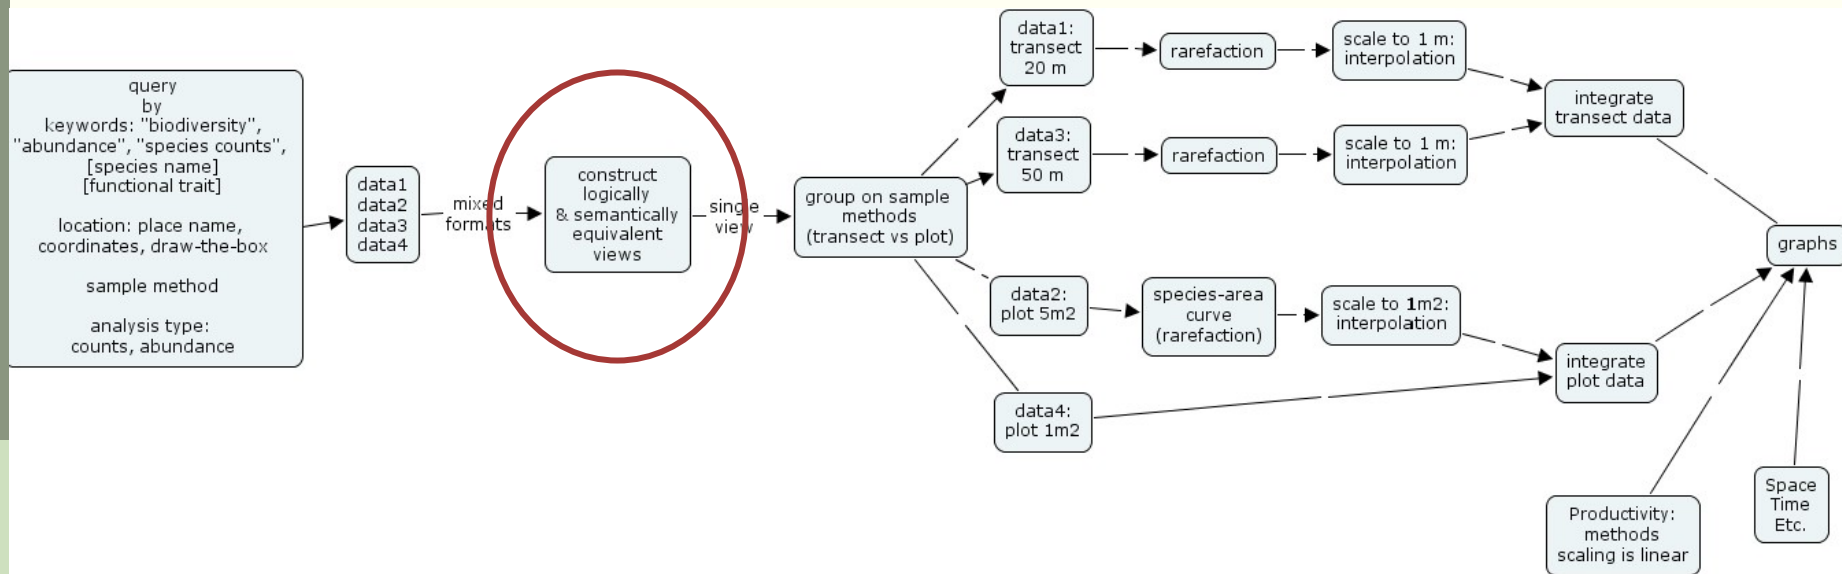 query
by
keywords: "biodiversity",
"abundance", "species counts",
[species name]
[functional trait]
location: place name,
coordinates, draw-the-box
sample method
analysis type:
counts, abundance
data1
data2
data3
data4
mixed
formats
construct
logically
& semantically
equivalent
views
single
view
group on sample
methods
(transect vs plot)
data1:
transect
20 m
rarefaction
scale to 1 m:
interpolation
data3:
transect
50 m
rarefaction
scale to 1 m:
interpolation
integrate
transect data
data2:
plot 5m2
species-area
curve
(rarefaction)
scale to 1m2:
interpolation
data4:
plot 1m2
integrate
plot data
graphs
Productivity:
methods
scaling is linear
Space
Time
Etc.